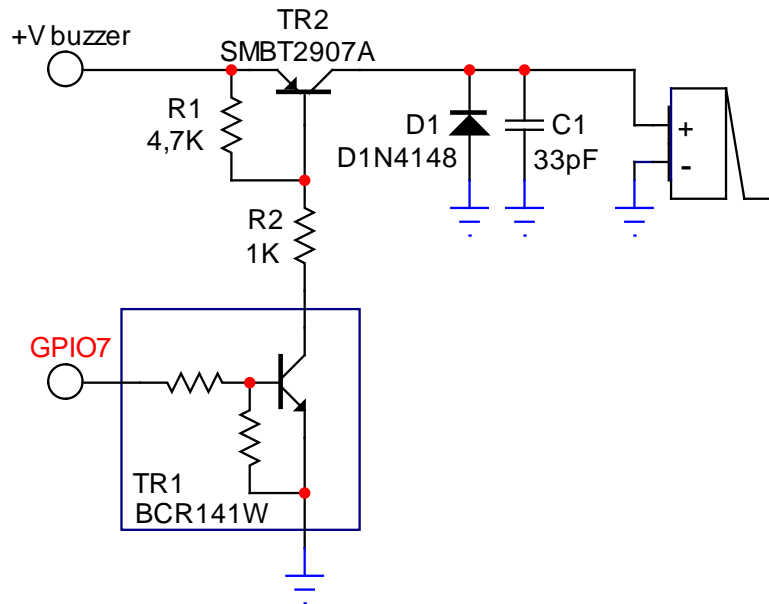 TR2
+V buzzer
SMBT2907A
R1
4,7K
D1
D1N4148
C1
33pF
+
-
R2
1K
GPIO7
TR1
BCR141W